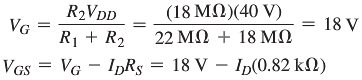 V_G = R_2V_DD / (R_1 + R_2) = (18 MΩ)(40 V) / (22 MΩ + 18 MΩ) = 18 V
V_GS = V_G − I_DR_S = 18 V − I_D(0.82 kΩ)